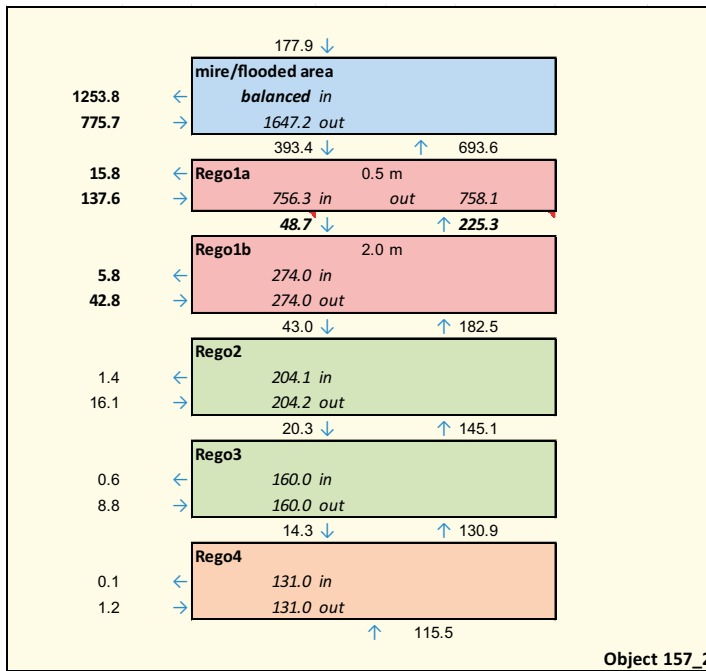 177.9 ↓
mire/flooded area
1253.8 ← balanced in
775.7 → 1647.2 out
393.4 ↓ ↑ 693.6
15.8 ← Rego1a 0.5 m
137.6 → 756.3 in out 758.1
48.7 ↓ ↑ 225.3
Rego1b 2.0 m
5.8 ← 274.0 in
42.8 → 274.0 out
43.0 ↓ ↑ 182.5
Rego2
1.4 ← 204.1 in
16.1 → 204.2 out
20.3 ↓ ↑ 145.1
Rego3
0.6 ← 160.0 in
8.8 → 160.0 out
14.3 ↓ ↑ 130.9
Rego4
0.1 ← 131.0 in
1.2 → 131.0 out
↑ 115.5
Object 157_2